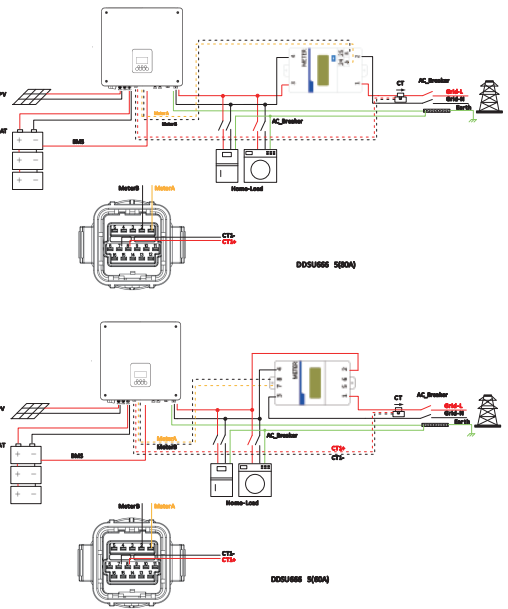 PV
AT
BMS
MeterA
MeterB
METER
CT
AC_Breaker
Grid-L
Grid-N
Earth
AC_Breaker
Home-Load
MeterB
MeterA
CT1-
CT1+
DDSU666 5(80A)
PV
AT
BMS
MeterA
MeterB
METER
CT
AC_Breaker
Grid-L
Grid-N
Earth
AC_Breaker
CT1+
CT1-
Home-Load
MeterB
MeterA
CT1-
CT1+
DDSU666 5(60A)